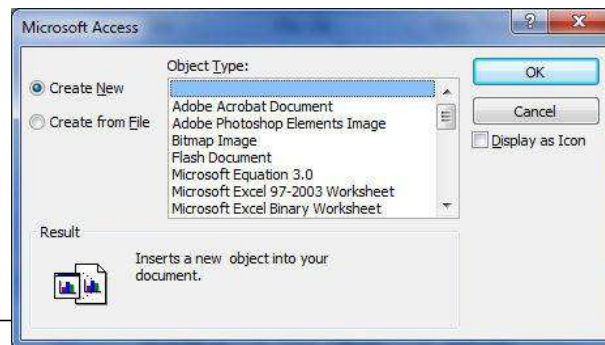 Microsoft Access
Create New
Create from File
Object Type:
Adobe Acrobat Document
Adobe Photoshop Elements Image
Bitmap Image
Flash Document
Microsoft Equation 3.0
Microsoft Excel 97-2003 Worksheet
Microsoft Excel Binary Worksheet
OK
Cancel
Display as Icon
Result
Inserts a new object into your
document.